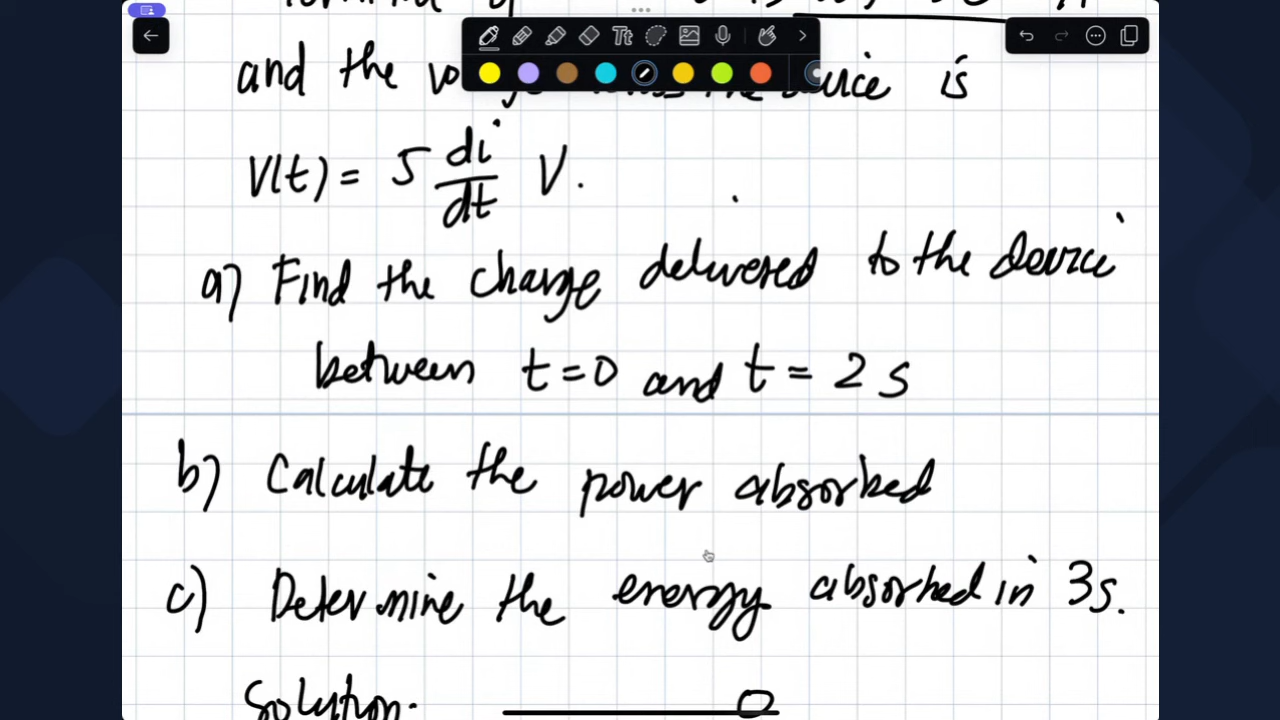 and the is
V(t) = 5 di/dt V.
a) Find the charge delivered to the device
between t=0 and t = 2 s
b) Calculate the power absorbed
c) Determine the energy absorbed in 3s.
Solution.